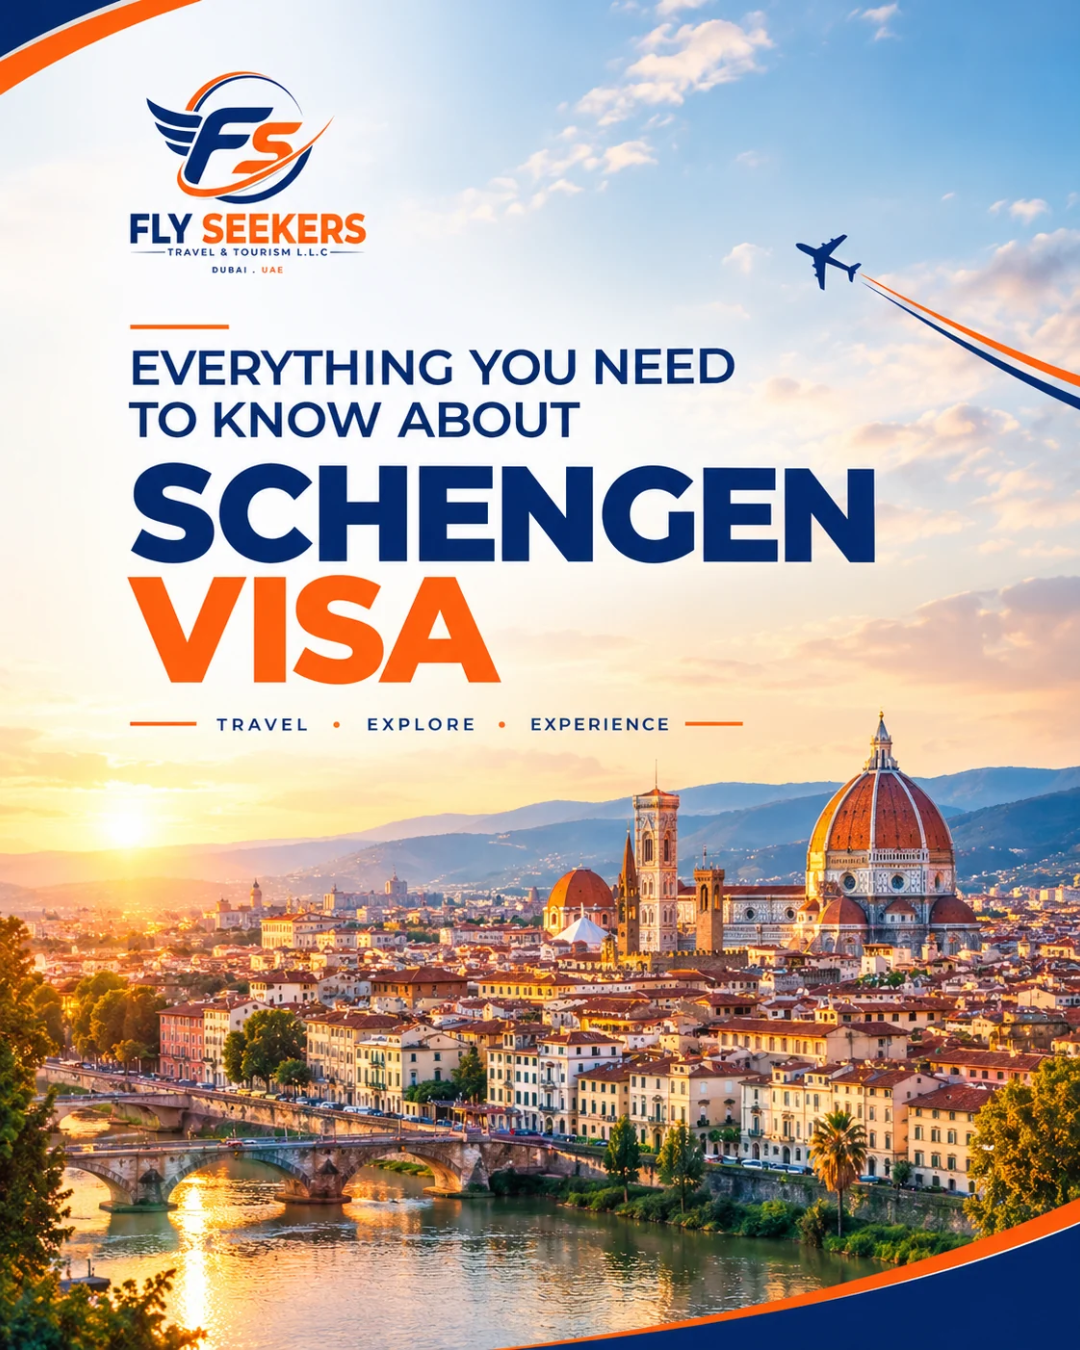 FS
FLY SEEKERS
TRAVEL & TOURISM L.L.C
DUBAI . UAE
EVERYTHING YOU NEED
TO KNOW ABOUT
SCHENGEN
VISA
TRAVEL • EXPLORE • EXPERIENCE